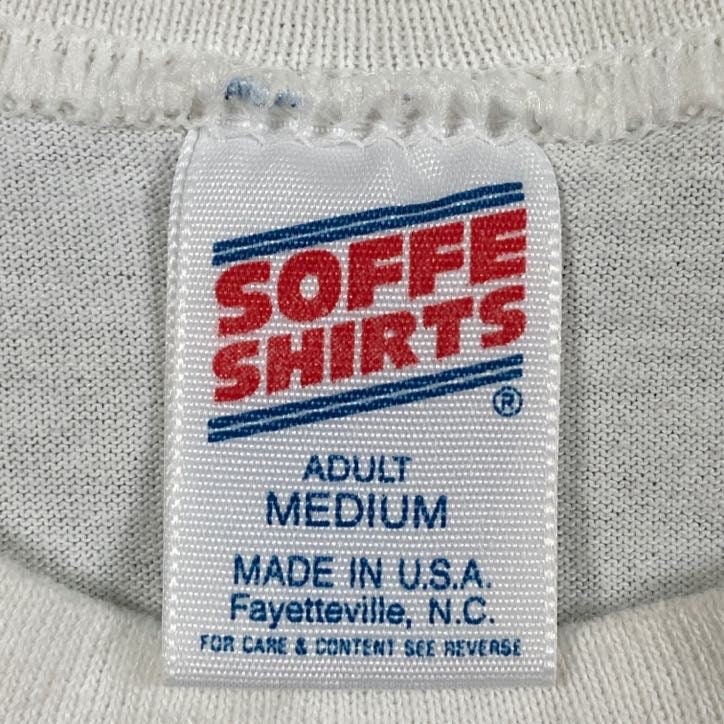 SOFFE
SHIRTS
®
ADULT
MEDIUM
MADE IN U.S.A.
Fayetteville, N.C.
FOR CARE & CONTENT SEE REVERSE